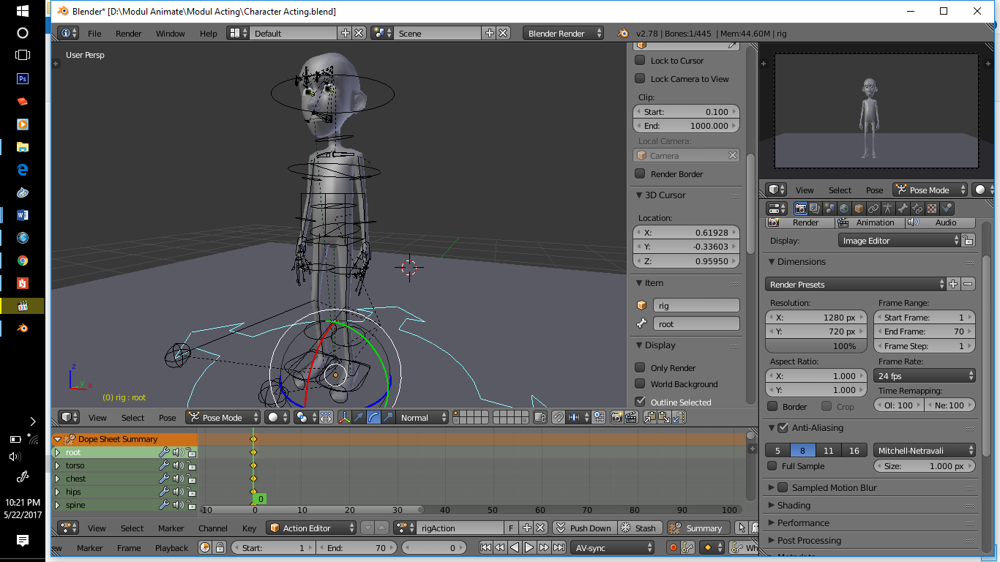 Blender* [D:\Modul Animate\Modul Acting\Character Acting.blend]
File Render Window Help Default Scene Blender Render v2.78 | Bones:1/445 | Mem:44.60M | rig
User Persp
Lock to Cursor
Lock Camera to View
Clip:
Start: 0.100
End: 1000.000
Local Camera:
Camera
Render Border
3D Cursor
Location:
X: 0.61928
Y: -0.33603
Z: 0.95950
Item
rig
root
Display
Only Render
World Background
Outline Selected
z
y x
(0) rig : root
View Select Pose Pose Mode Normal
View Select Pose Pose Mode
Render Animation Audio
Display: Image Editor
Dimensions
Render Presets
Resolution: Frame Range:
X: 1280 px Start Frame: 1
Y: 720 px End Frame: 70
100% Frame Step: 1
Aspect Ratio: Frame Rate:
X: 1.000 24 fps
Y: 1.000 Time Remapping:
Border Crop Ol: 100 Ne: 100
Anti-Aliasing
5 8 11 16 Mitchell-Netravali
Full Sample Size: 1.000 px
Sampled Motion Blur
Shading
Performance
Post Processing
Dope Sheet Summary
root
torso
chest
hips
spine
0
-10 0 10 20 30 40 50 60 70 80 90 100
View Select Marker Channel Key Action Editor rigAction F Push Down Stash Summary
ew Marker Frame Playback Start: 1 End: 70 0 AV-sync Wh
Ps
10:21 PM
5/22/2017